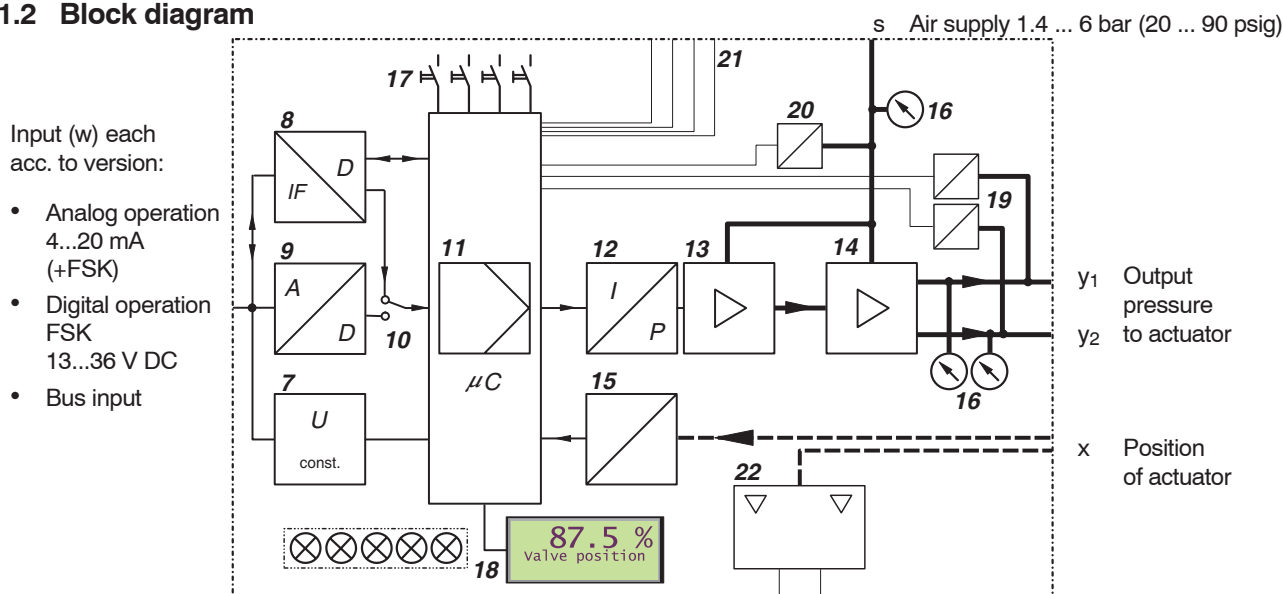 1.2 Block diagram
s Air supply 1.4 ... 6 bar (20 ... 90 psig)
Input (w) each
acc. to version:
• Analog operation
4...20 mA
(+FSK)
• Digital operation
FSK
13...36 V DC
• Bus input
17
21
20
16
8
D
IF
19
9
A
D
10
11
µC
12
I
P
13
14
y1 Output
pressure
y2 to actuator
16
7
U
const.
15
x Position
of actuator
22
18
87.5 %
Valve position